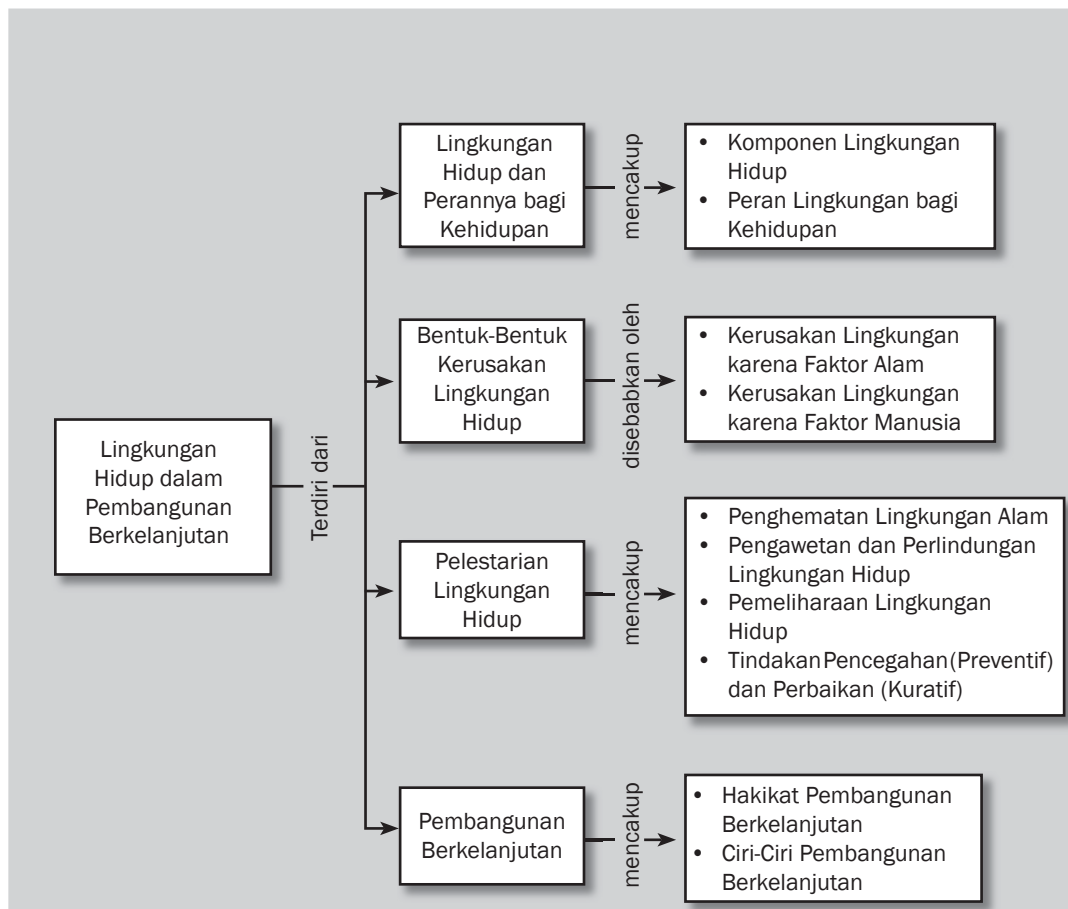 Lingkungan
Hidup dalam
Pembangunan
Berkelanjutan
Terdiri dari
Lingkungan
Hidup dan
Perannya bagi
Kehidupan
mencakup
• Komponen Lingkungan
Hidup
• Peran Lingkungan bagi
Kehidupan
Bentuk-Bentuk
Kerusakan
Lingkungan
Hidup
disebabkan oleh
• Kerusakan Lingkungan
karena Faktor Alam
• Kerusakan Lingkungan
karena Faktor Manusia
Pelestarian
Lingkungan
Hidup
mencakup
• Penghematan Lingkungan Alam
• Pengawetan dan Perlindungan
Lingkungan Hidup
• Pemeliharaan Lingkungan
Hidup
• Tindakan Pencegahan (Preventif)
dan Perbaikan (Kuratif)
Pembangunan
Berkelanjutan
mencakup
• Hakikat Pembangunan
Berkelanjutan
• Ciri-Ciri Pembangunan
Berkelanjutan